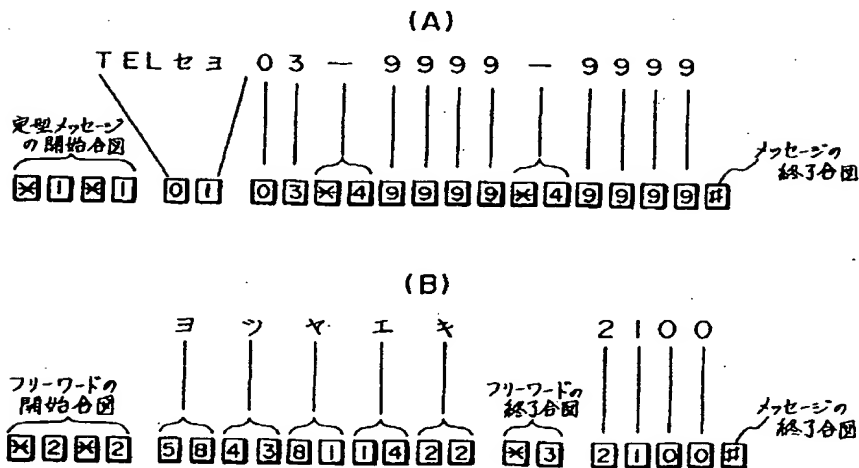 (A)
TELセヨ 03-9999-9999
定型メッセージ
の開始合図
メッセージの
終了合図
*1*1 01 03*49999*49999#
(B)
ヨツヤエキ 2100
フリーワードの
開始合図
フリーワードの
終了合図
メッセージの
終了合図
*2*2 5843811422 *3 2100#